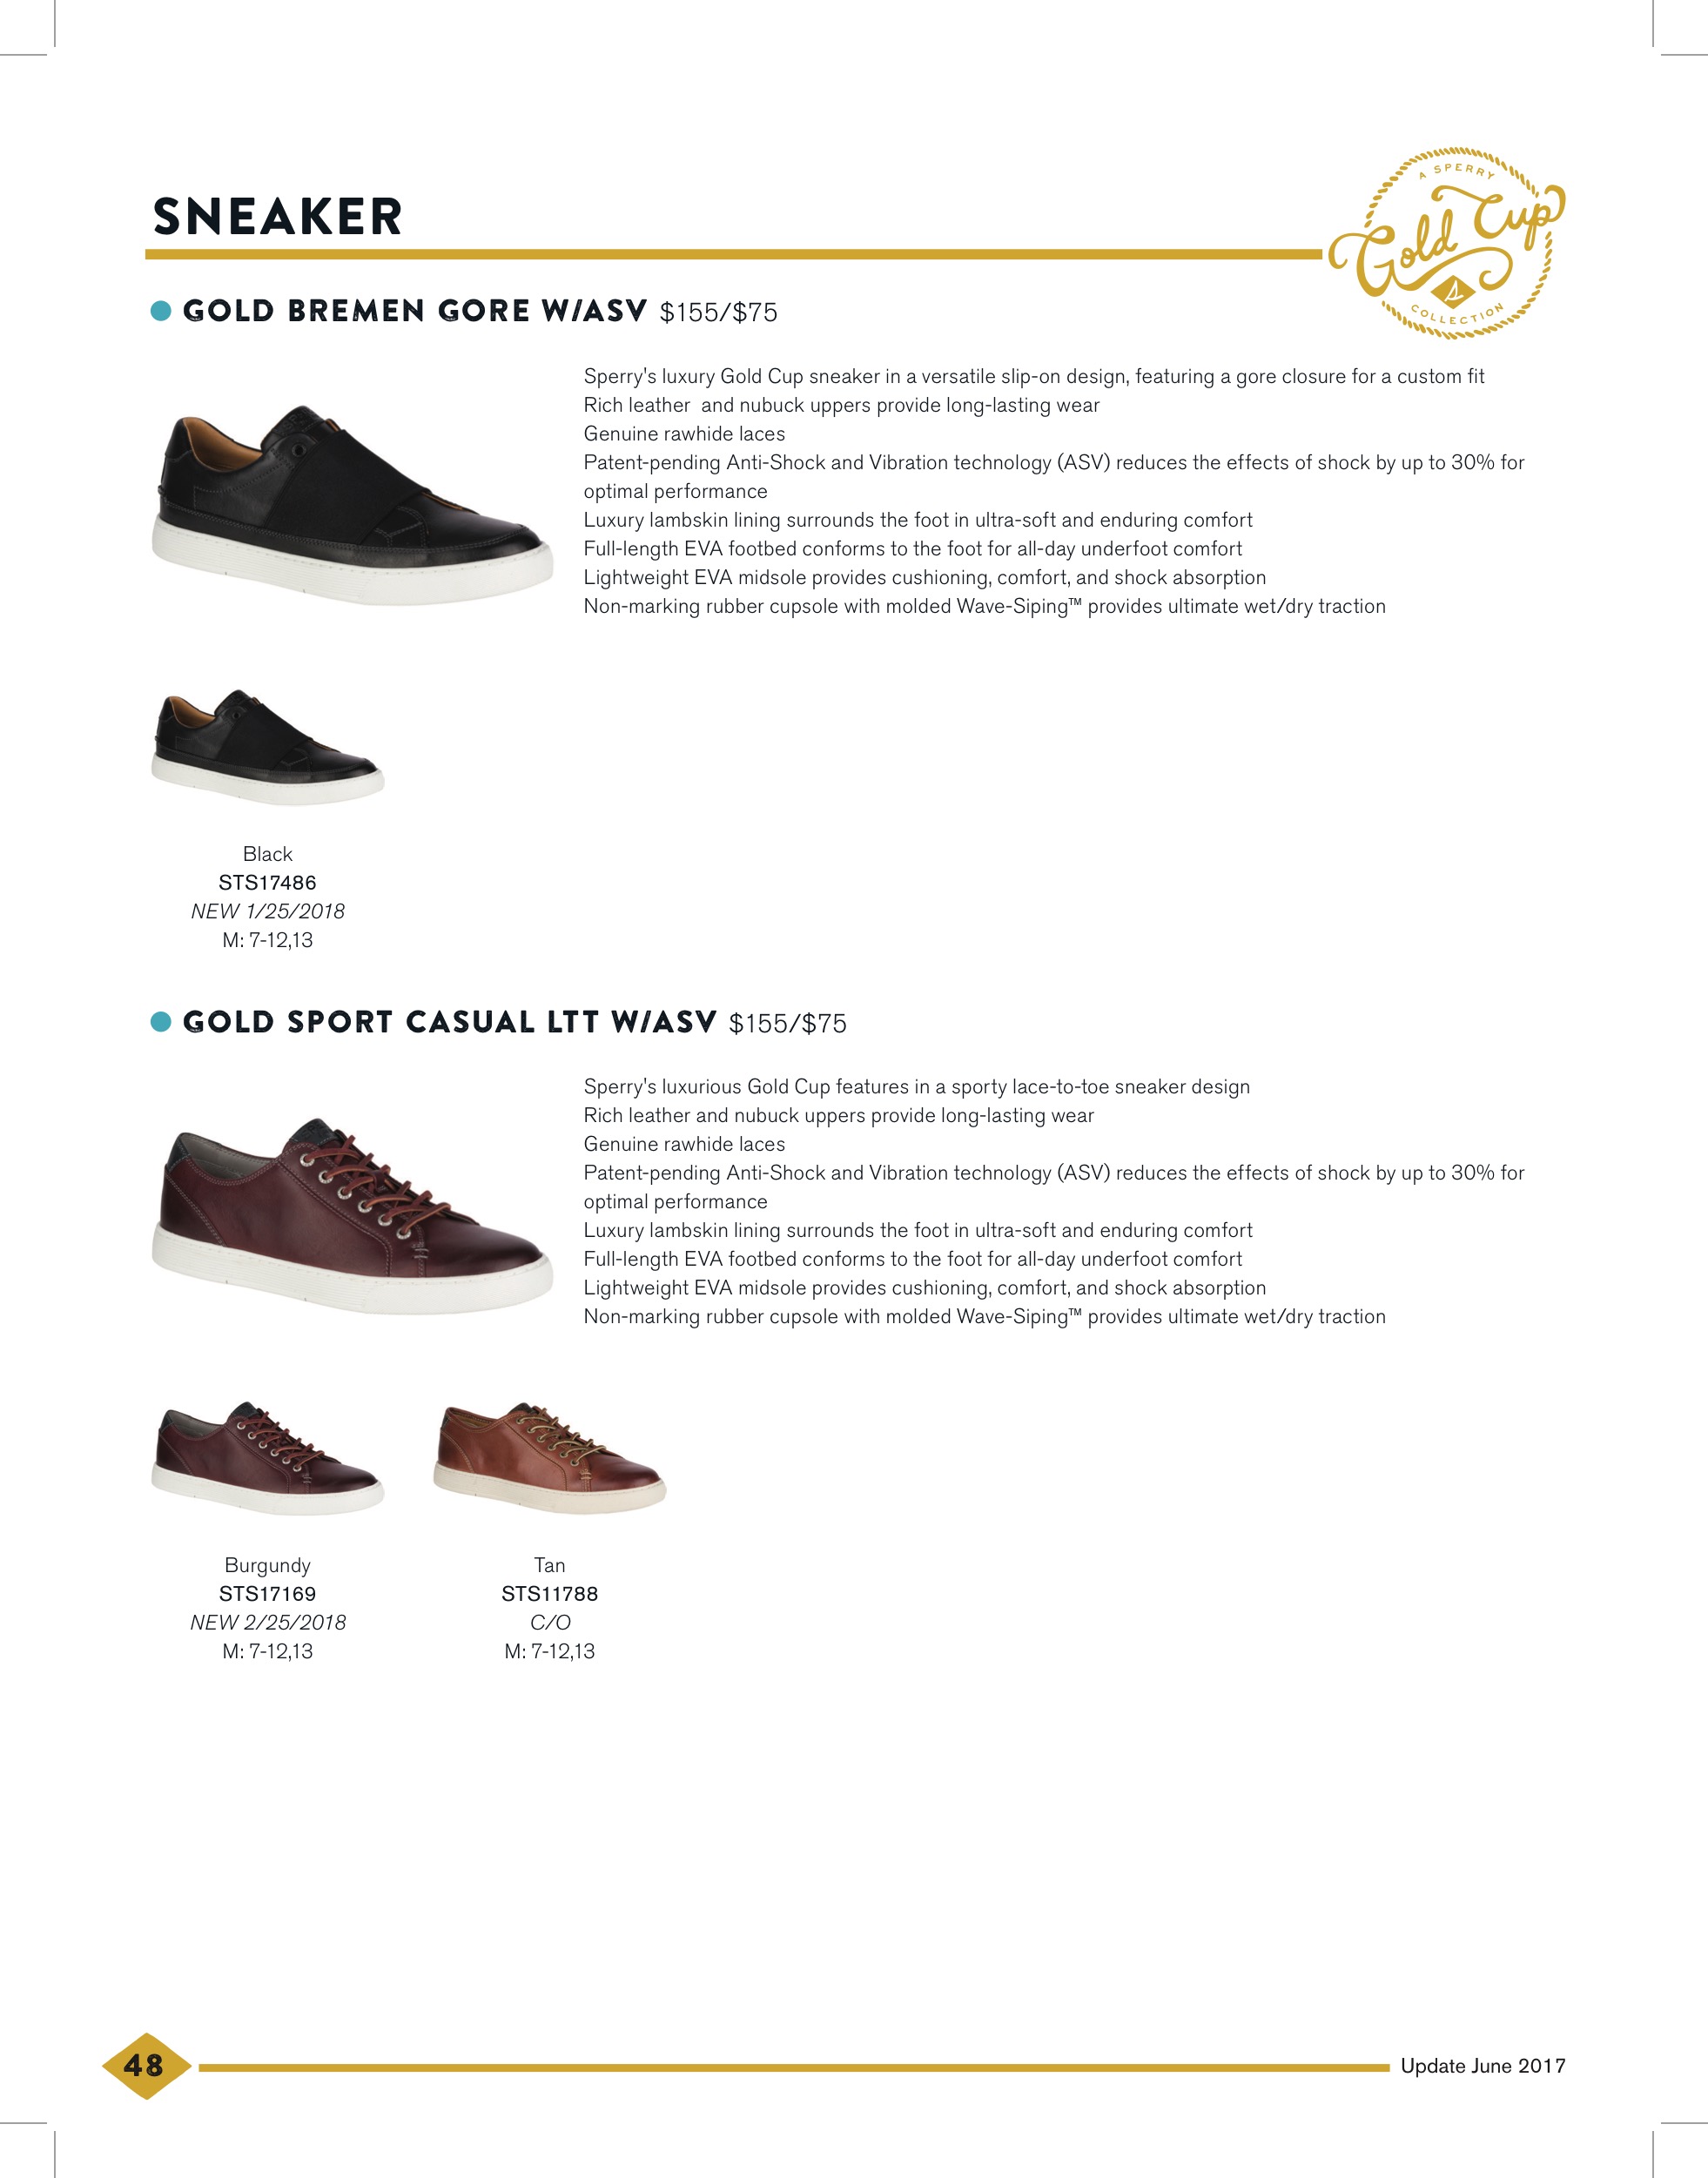 SNEAKER
A SPERRY
Gold Cup
COLLECTION
GOLD BREMEN GORE W/ASV $155/$75
Sperry's luxury Gold Cup sneaker in a versatile slip-on design, featuring a gore closure for a custom fit
Rich leather  and nubuck uppers provide long-lasting wear
Genuine rawhide laces
Patent-pending Anti-Shock and Vibration technology (ASV) reduces the effects of shock by up to 30% for
optimal performance
Luxury lambskin lining surrounds the foot in ultra-soft and enduring comfort
Full-length EVA footbed conforms to the foot for all-day underfoot comfort
Lightweight EVA midsole provides cushioning, comfort, and shock absorption
Non-marking rubber cupsole with molded Wave-Siping™ provides ultimate wet/dry traction
Black
STS17486
NEW 1/25/2018
M: 7-12,13
GOLD SPORT CASUAL LTT W/ASV $155/$75
Sperry's luxurious Gold Cup features in a sporty lace-to-toe sneaker design
Rich leather and nubuck uppers provide long-lasting wear
Genuine rawhide laces
Patent-pending Anti-Shock and Vibration technology (ASV) reduces the effects of shock by up to 30% for
optimal performance
Luxury lambskin lining surrounds the foot in ultra-soft and enduring comfort
Full-length EVA footbed conforms to the foot for all-day underfoot comfort
Lightweight EVA midsole provides cushioning, comfort, and shock absorption
Non-marking rubber cupsole with molded Wave-Siping™ provides ultimate wet/dry traction
Burgundy
STS17169
NEW 2/25/2018
M: 7-12,13
Tan
STS11788
C/O
M: 7-12,13
48
Update June 2017